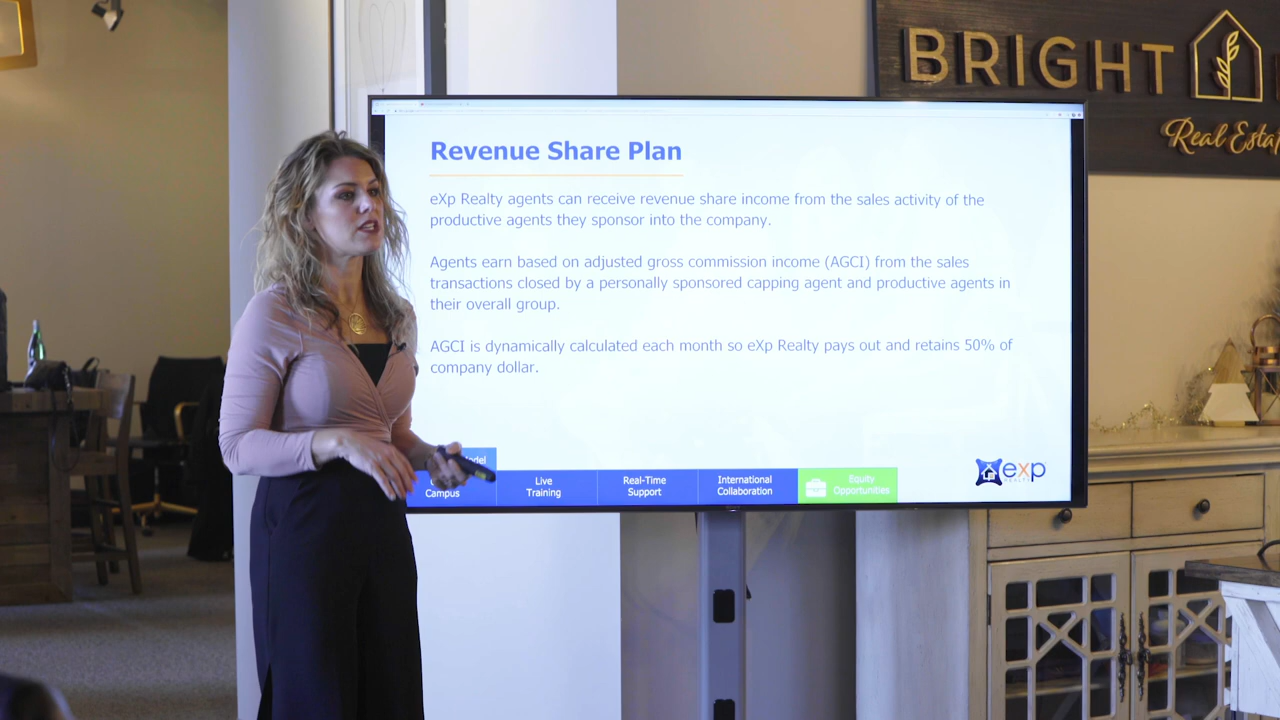 BRIGHT
Real Esta
Revenue Share Plan
eXp Realty agents can receive revenue share income from the sales activity of the
productive agents they sponsor into the company.
Agents earn based on adjusted gross commission income (AGCI) from the sales
transactions closed by a personally sponsored capping agent and productive agents in
their overall group.
AGCI is dynamically calculated each month so eXp Realty pays out and retains 50% of
company dollar.
Campus
Live
Training
Real-Time
Support
International
Collaboration
Equity
Opportunities
exp
REALTY